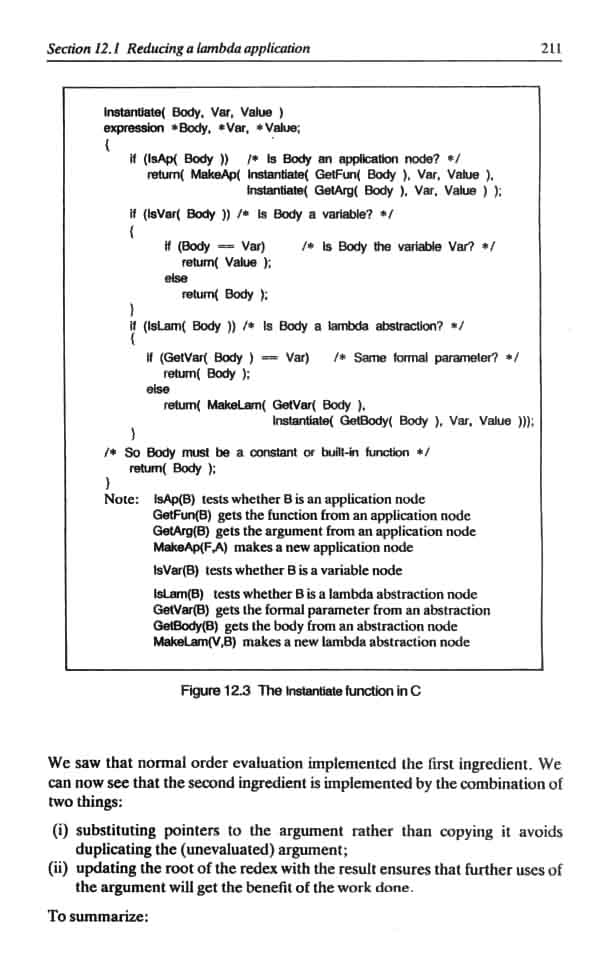 Section 12.1 Reducing a lambda application 211
Instantiate( Body, Var, Value )
expression *Body, *Var, *Value;
{
if (IsAp( Body )) /* Is Body an application node? */
return( MakeAp( Instantiate( GetFun( Body ), Var, Value ),
Instantiate( GetArg( Body ), Var, Value ) );
if (IsVar( Body )) /* Is Body a variable? */
{
if (Body == Var) /* Is Body the variable Var? */
return( Value );
else
return( Body );
}
if (IsLam( Body )) /* Is Body a lambda abstraction? */
{
if (GetVar( Body ) == Var) /* Same formal parameter? */
return( Body );
else
return( MakeLam( GetVar( Body ),
Instantiate( GetBody( Body ), Var, Value )));
}
/* So Body must be a constant or built-in function */
return( Body );
}
Note: IsAp(B) tests whether B is an application node
GetFun(B) gets the function from an application node
GetArg(B) gets the argument from an application node
MakeAp(F,A) makes a new application node
IsVar(B) tests whether B is a variable node
IsLam(B) tests whether B is a lambda abstraction node
GetVar(B) gets the formal parameter from an abstraction
GetBody(B) gets the body from an abstraction node
MakeLam(V,B) makes a new lambda abstraction node
Figure 12.3 The Instantiate function in C
We saw that normal order evaluation implemented the first ingredient. We
can now see that the second ingredient is implemented by the combination of
two things:
(i) substituting pointers to the argument rather than copying it avoids
duplicating the (unevaluated) argument;
(ii) updating the root of the redex with the result ensures that further uses of
the argument will get the benefit of the work done.
To summarize: